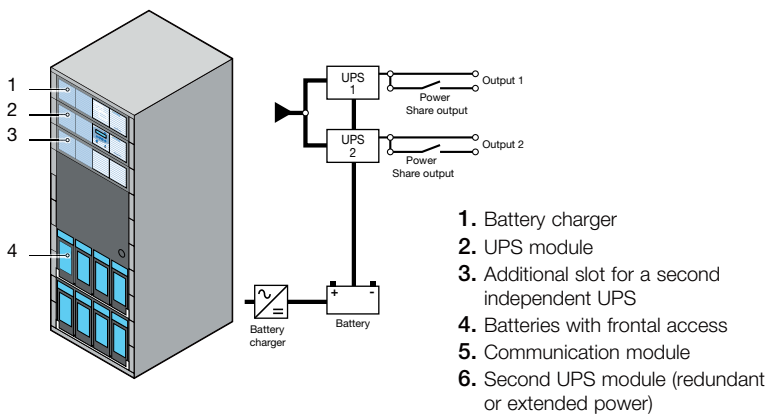 1
2
3
4
UPS
1
Output 1
Power
Share output
UPS
2
Output 2
Power
Share output
+ -
Battery
charger
Battery
1. Battery charger
2. UPS module
3. Additional slot for a second
independent UPS
4. Batteries with frontal access
5. Communication module
6. Second UPS module (redundant
or extended power)